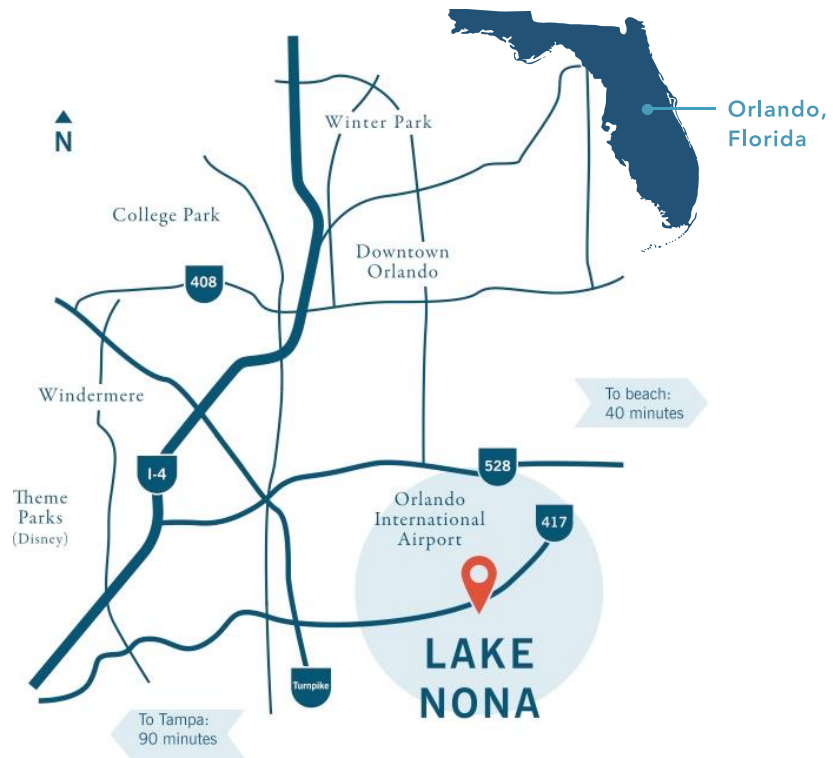 Orlando,
Florida
N
Winter Park
College Park
Downtown
Orlando
408
Windermere
To beach:
40 minutes
I-4
528
Theme
Parks
(Disney)
Orlando
International
Airport
417
LAKE
NONA
Turnpike
To Tampa:
90 minutes